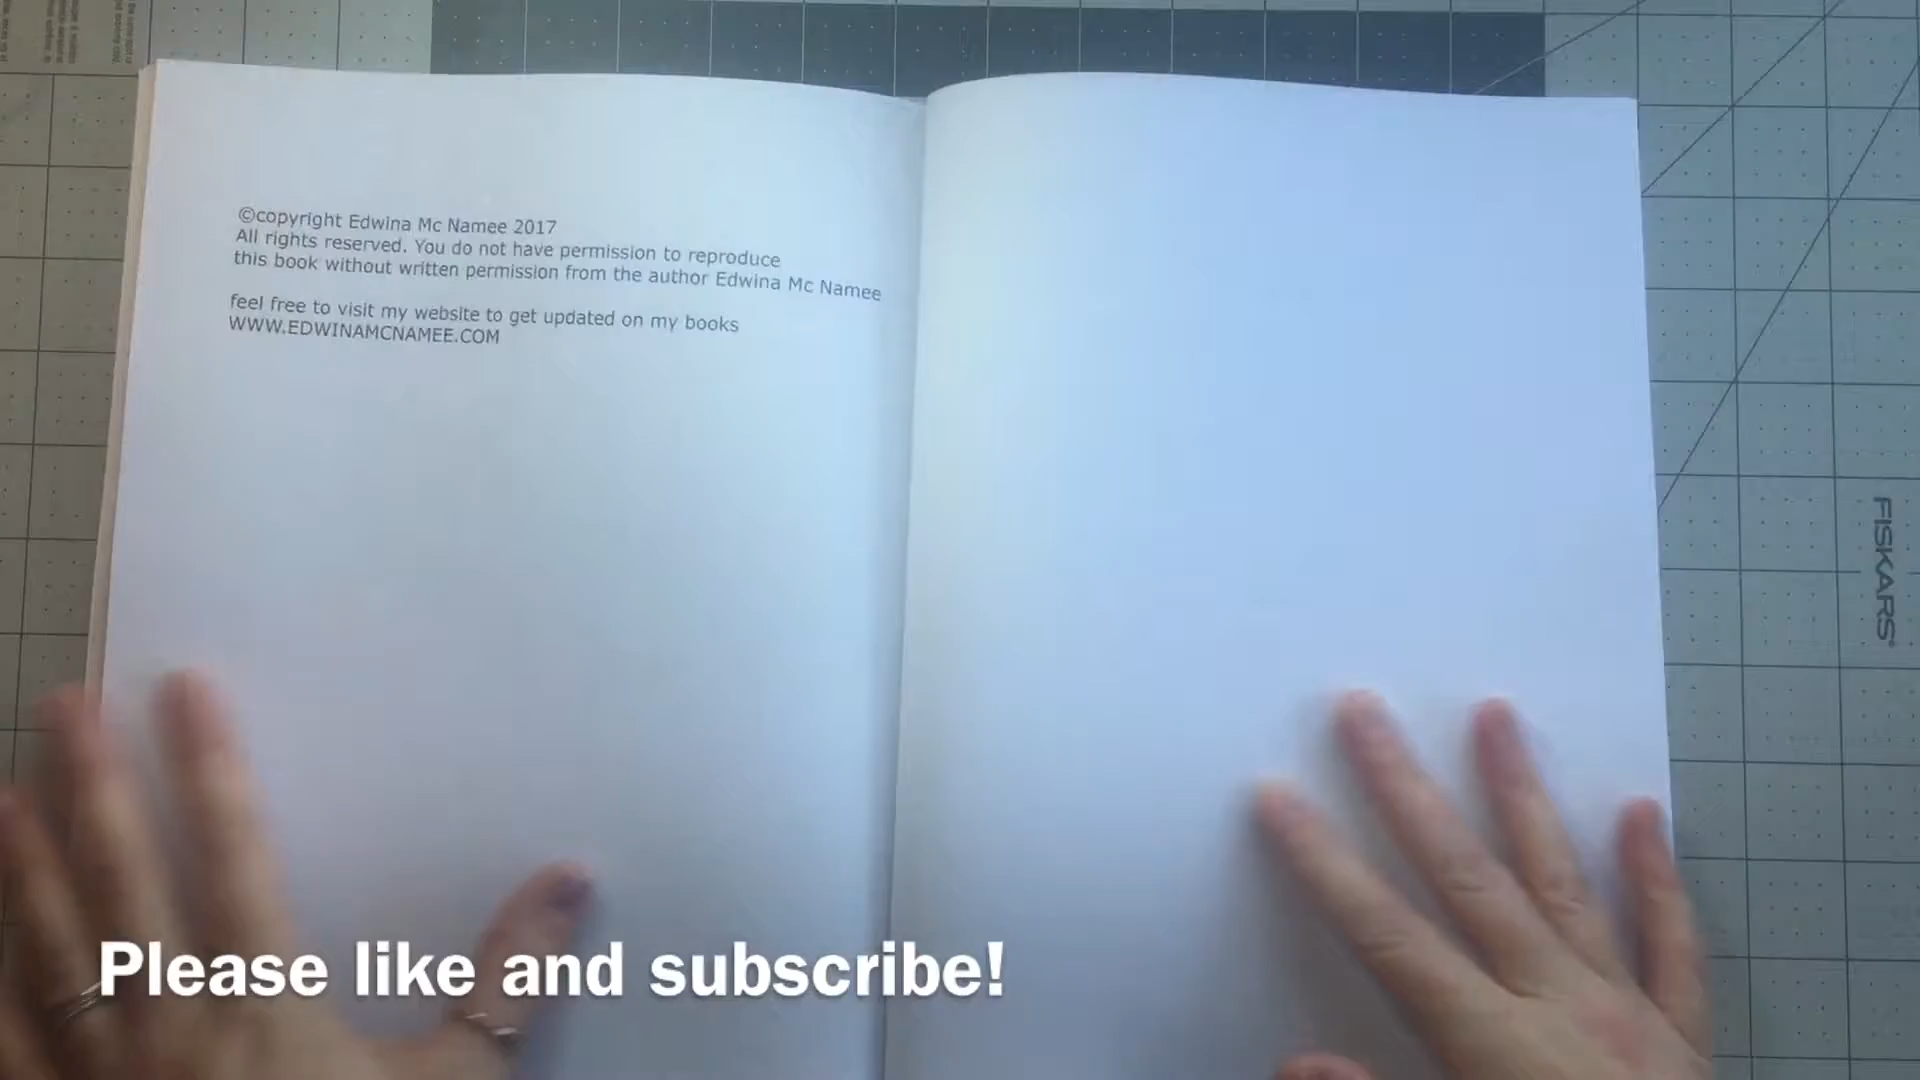 ©copyright Edwina Mc Namee 2017
All rights reserved. You do not have permission to reproduce
this book without written permission from the author Edwina Mc Namee
feel free to visit my website to get updated on my books
WWW.EDWINAMCNAMEE.COM
FISKARS®
Please like and subscribe!